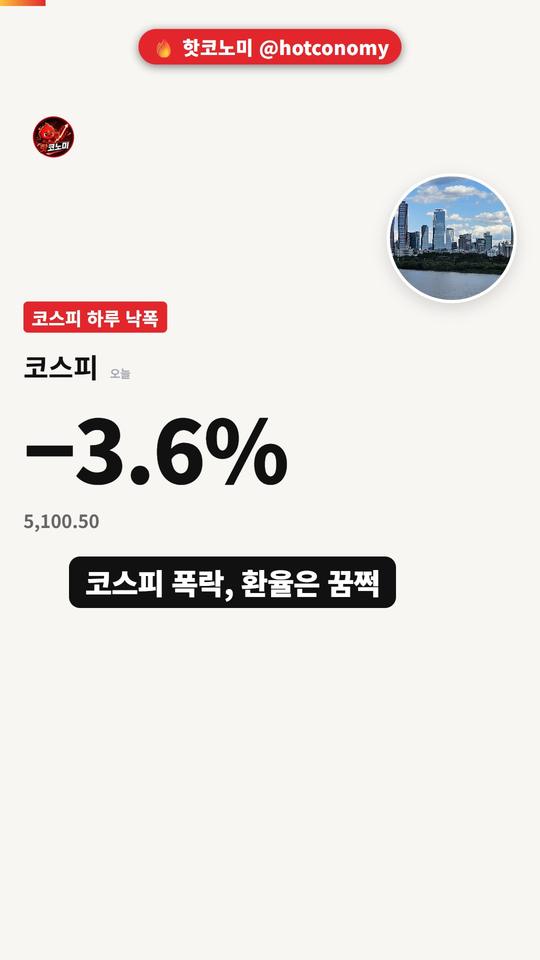 핫코노미 @hotconomy
핫코노미
코스피 하루 낙폭
코스피 오늘
−3.6%
5,100.50
코스피 폭락, 환율은 꿈쩍